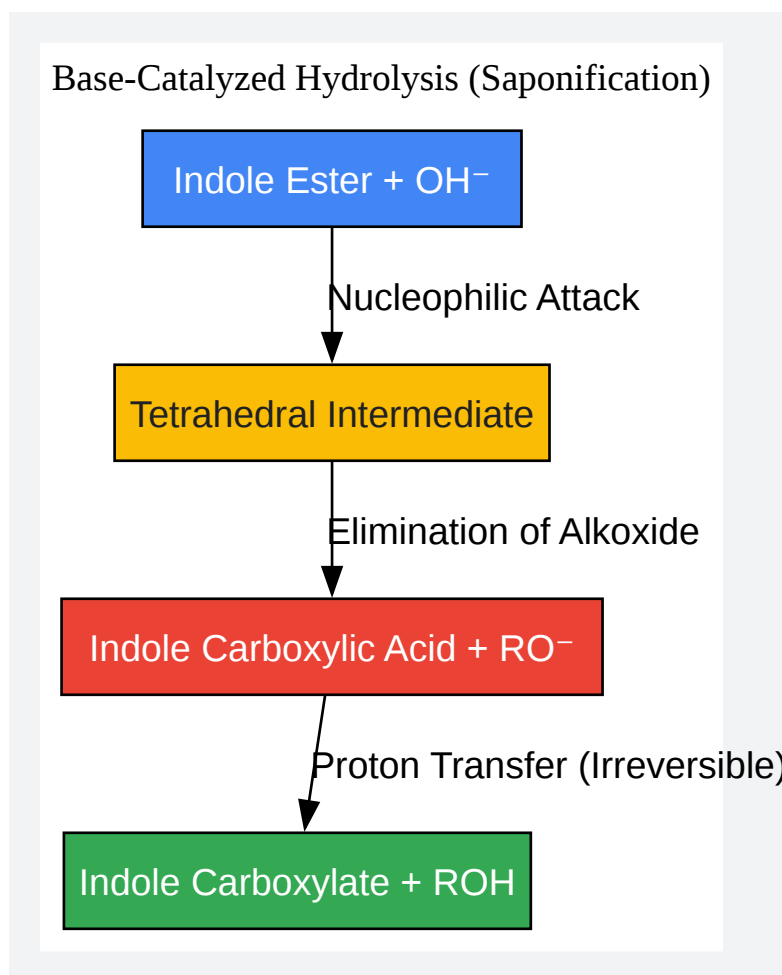 Base-Catalyzed Hydrolysis (Saponification)
Indole Ester + OH⁻
Nucleophilic Attack
Tetrahedral Intermediate
Elimination of Alkoxide
Indole Carboxylic Acid + RO⁻
Proton Transfer (Irreversible)
Indole Carboxylate + ROH